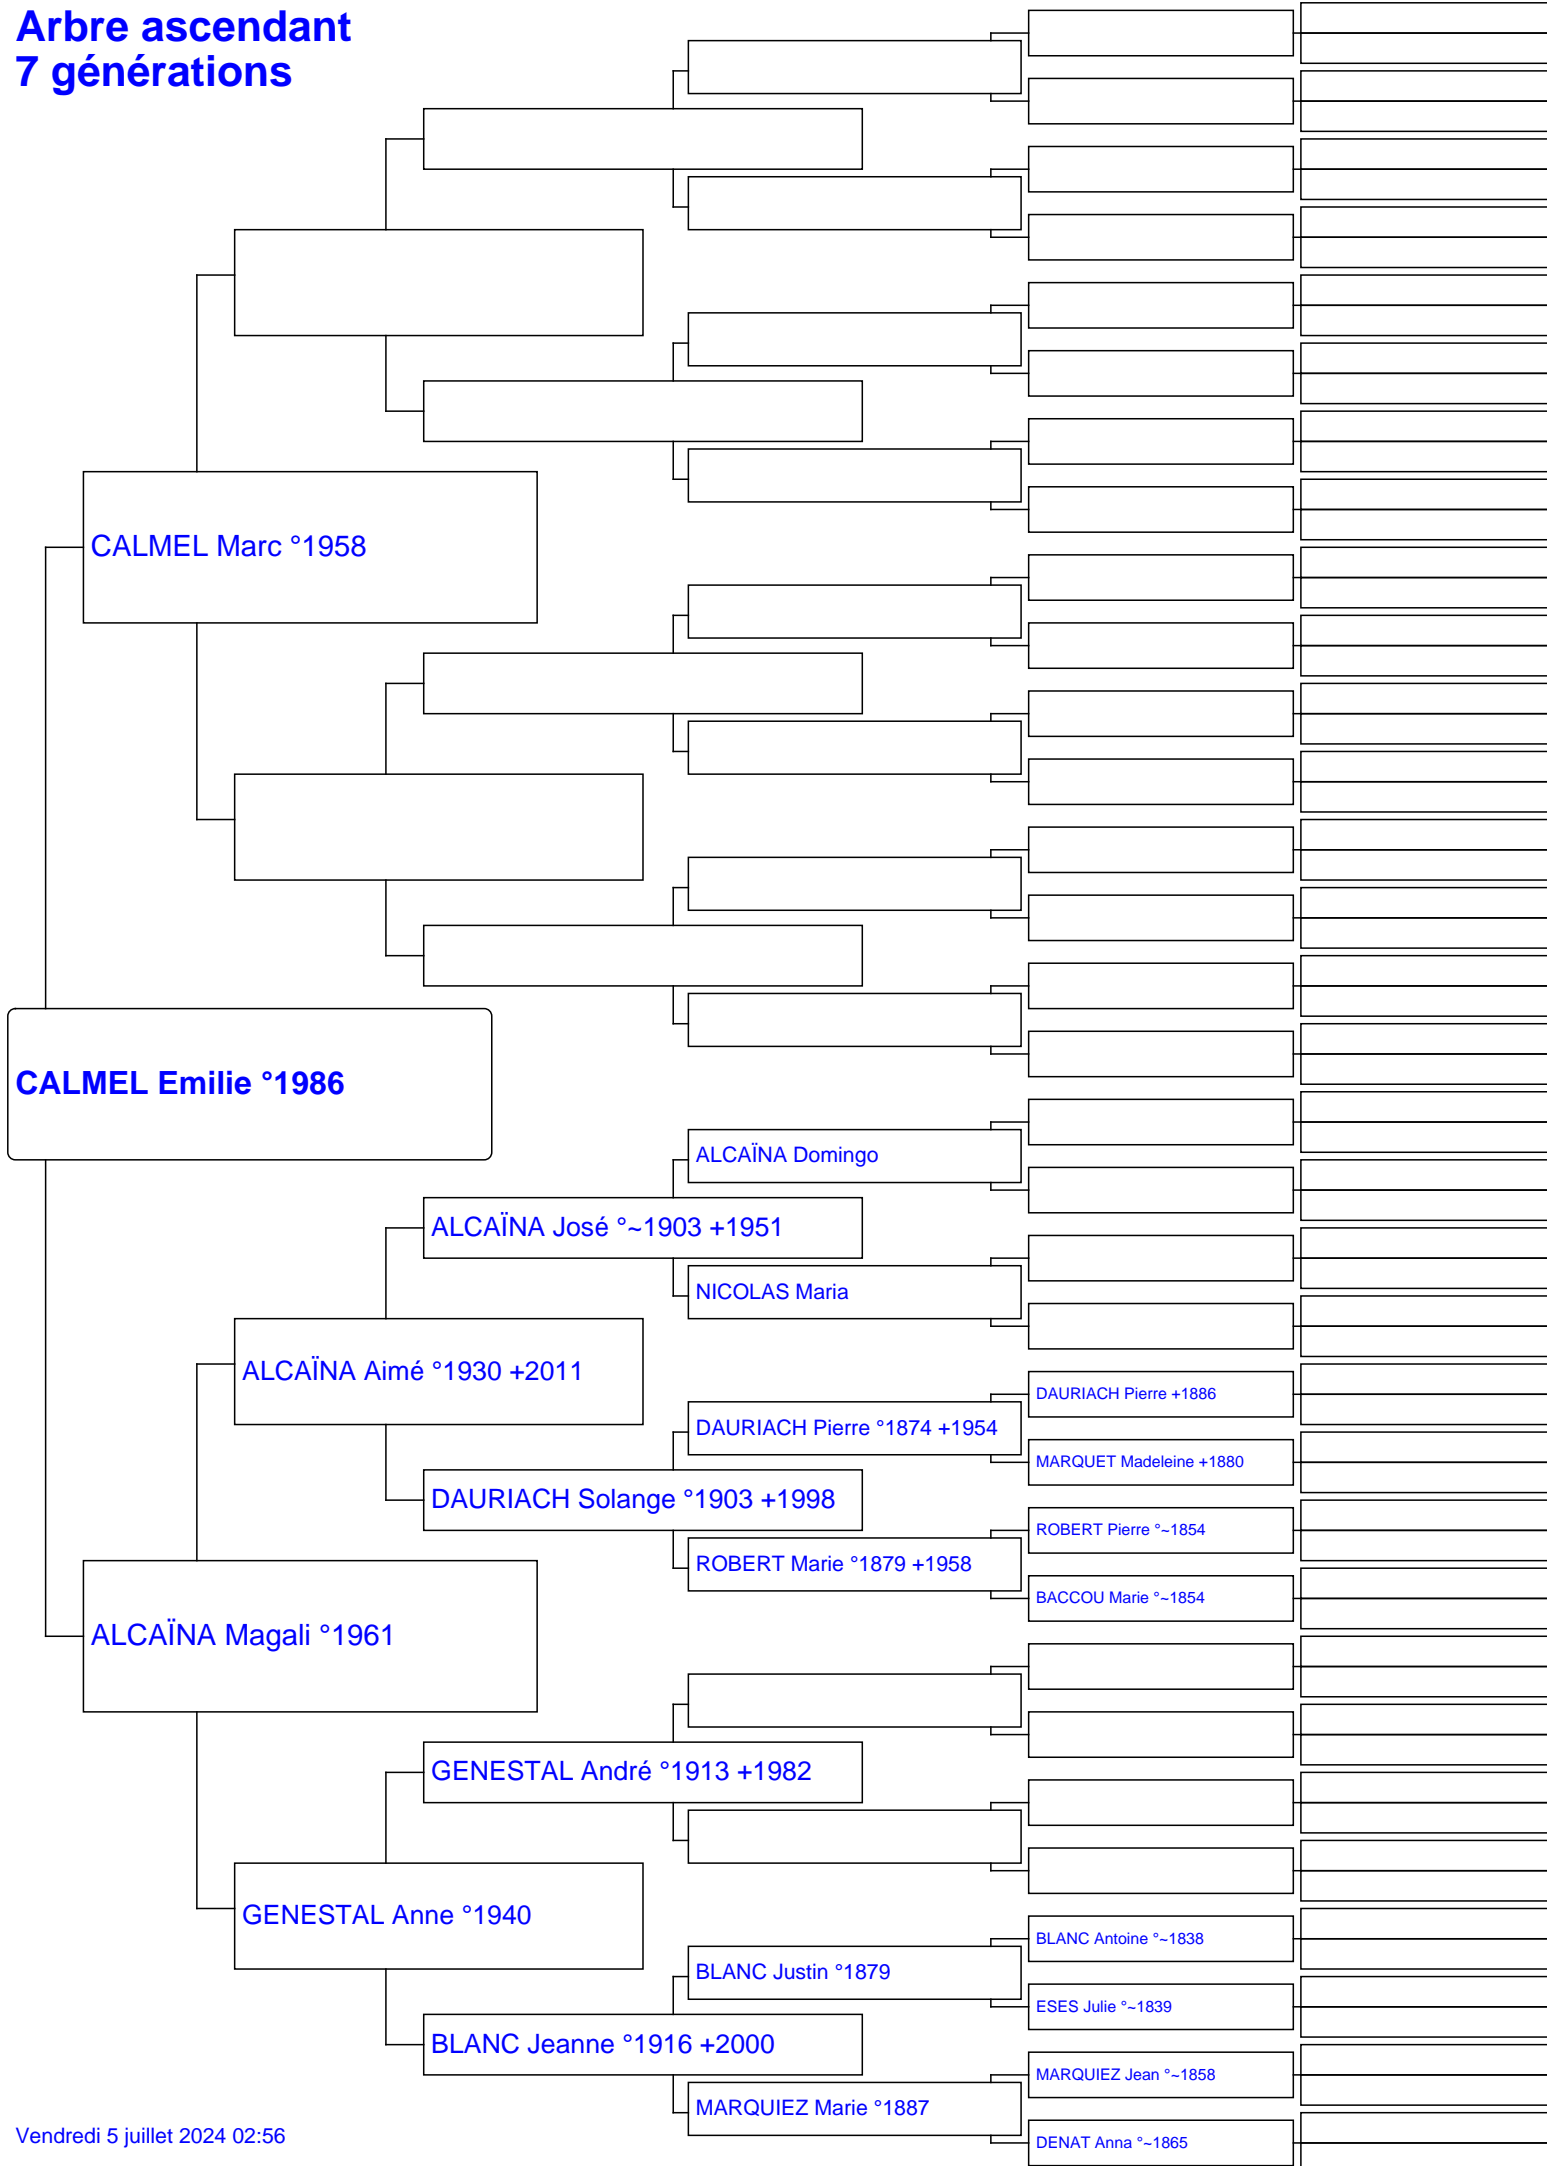 Arbre ascendant
7 générations
CALMEL Marc °1958
CALMEL Emilie °1986
ALCAÏNA Domingo
ALCAÏNA José °~1903 +1951
NICOLAS Maria
ALCAÏNA Aimé °1930 +2011
DAURIACH Pierre +1886
DAURIACH Pierre °1874 +1954
MARQUET Madeleine +1880
DAURIACH Solange °1903 +1998
ROBERT Pierre °~1854
ROBERT Marie °1879 +1958
BACCOU Marie °~1854
ALCAÏNA Magali °1961
GENESTAL André °1913 +1982
GENESTAL Anne °1940
BLANC Antoine °~1838
BLANC Justin °1879
ESES Julie °~1839
BLANC Jeanne °1916 +2000
MARQUIEZ Jean °~1858
MARQUIEZ Marie °1887
DENAT Anna °~1865
Vendredi 5 juillet 2024 02:56